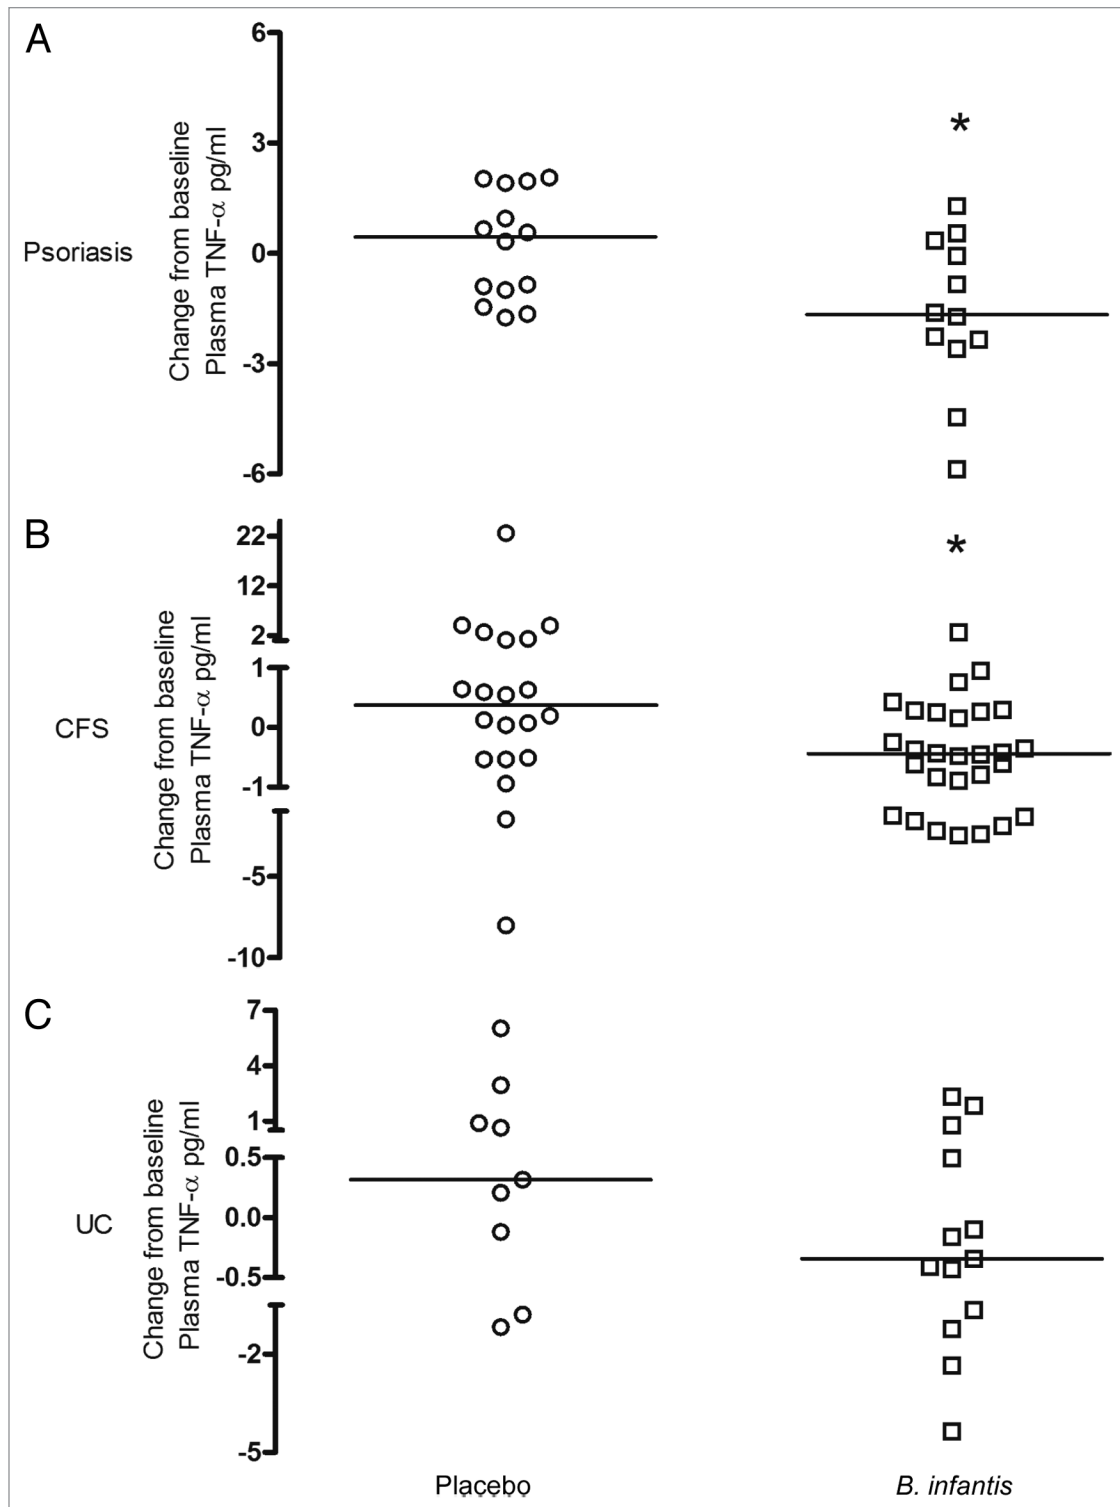 A
Psoriasis
Change from baseline
Plasma TNF-α pg/ml
6
3
0
-3
-6
*
B
CFS
Change from baseline
Plasma TNF-α pg/ml
22
12
2
1
0
-1
-5
-10
*
C
UC
Change from baseline
Plasma TNF-α pg/ml
7
4
1
0.5
0.0
-0.5
-2
-5
Placebo B. infantis